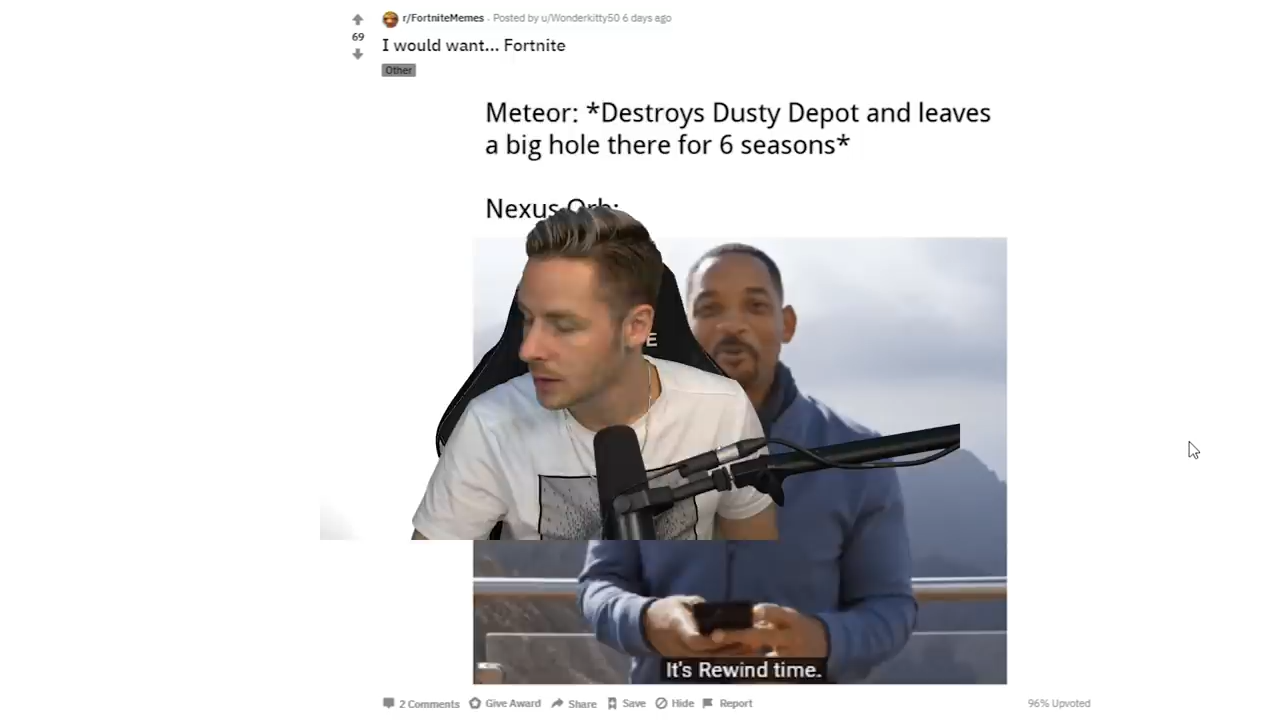 r/FortniteMemes · Posted by u/Wonderkitty50 6 days ago
69
I would want... Fortnite
Other
Meteor: *Destroys Dusty Depot and leaves
a big hole there for 6 seasons*
Nexus Orb:
E
It's Rewind time.
2 Comments Give Award Share Save Hide Report 96% Upvoted